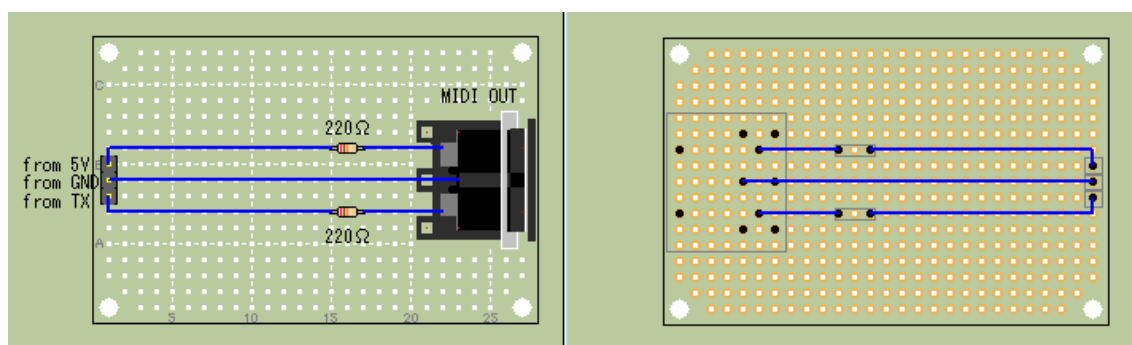 C
MIDI OUT
220Ω
from 5V
from GND
from TX
220Ω
A
5
10
15
20
25